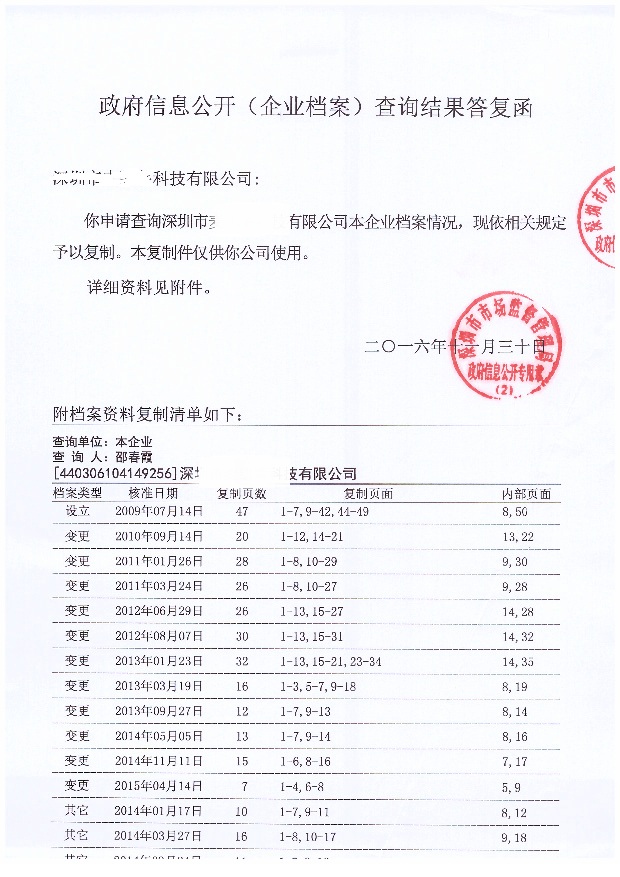 政府信息公开（企业档案）查询结果答复函
深圳市 科技有限公司：
你申请查询深圳市 有限公司本企业档案情况，现依相关规定
予以复制。本复制件仅供你公司使用。
详细资料见附件。
二〇一六年十一月三十日
深圳市市场监督管理局
政府信息公开专用章
(2)
深圳市市
政府信
附档案资料复制清单如下：
查询单位：本企业
查 询 人：邵春霞
[440306104149256]深圳 技有限公司
档案类型 核准日期 复制页数 复制页面 内部页面
设立 2009年07月14日 47 1-7,9-42,44-49 8,50
变更 2010年09月14日 20 1-12,14-21 13,22
变更 2011年01月26日 28 1-8,10-29 9,30
变更 2011年03月24日 26 1-8,10-27 9,28
变更 2012年06月29日 26 1-13,15-27 14,28
变更 2012年08月07日 30 1-13,15-31 14,32
变更 2013年01月23日 32 1-13,15-21,23-34 14,35
变更 2013年03月19日 16 1-3,5-7,9-18 8,19
变更 2013年09月27日 12 1-7,9-13 8,14
变更 2014年05月05日 13 1-7,9-14 8,16
变更 2014年11月11日 15 1-6,8-16 7,17
变更 2015年04月14日 7 1-4,6-8 5,9
其它 2014年01月17日 10 1-7,9-11 8,12
其它 2014年03月27日 16 1-8,10-17 9,18
其它